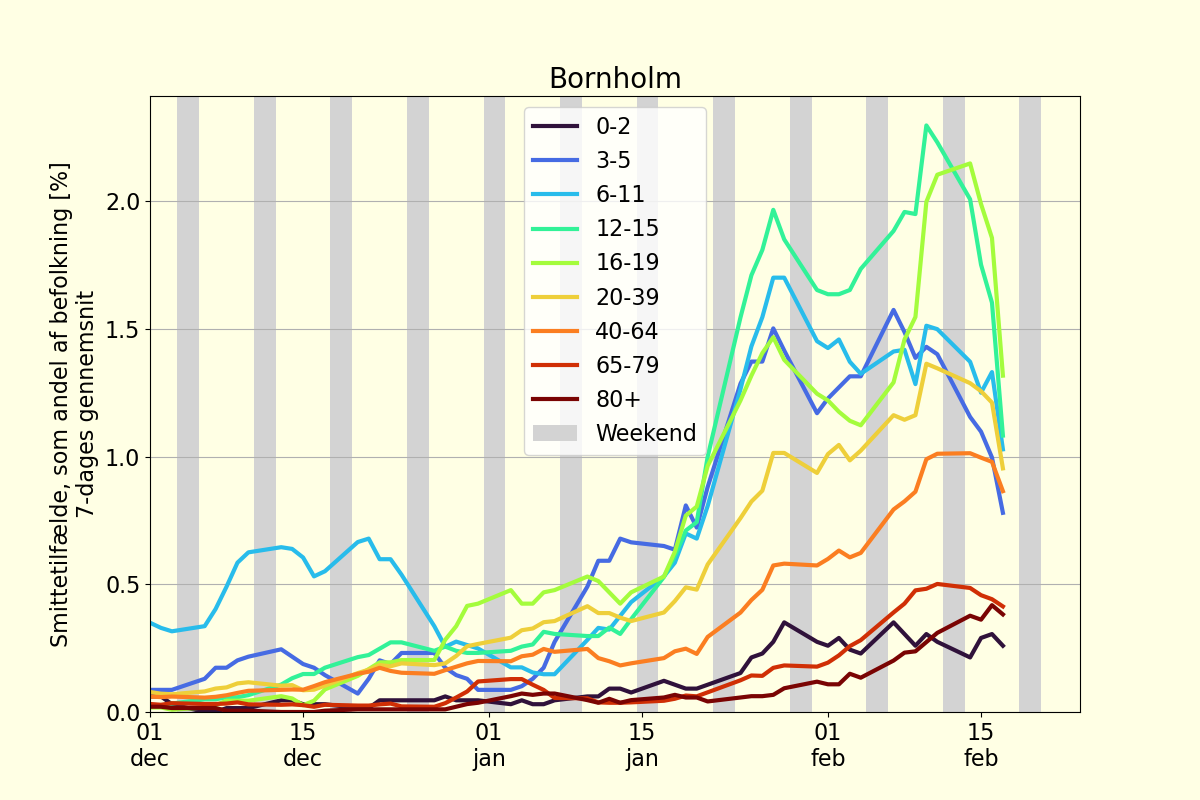 Bornholm
0-2
3-5
6-11
12-15
16-19
20-39
40-64
65-79
80+
Weekend
Smittetilfælde, som andel af befolkning [%]
7-dages gennemsnit
2.0
1.5
1.0
0.5
0.0
01 15 01 15 01 15
dec dec jan jan feb feb